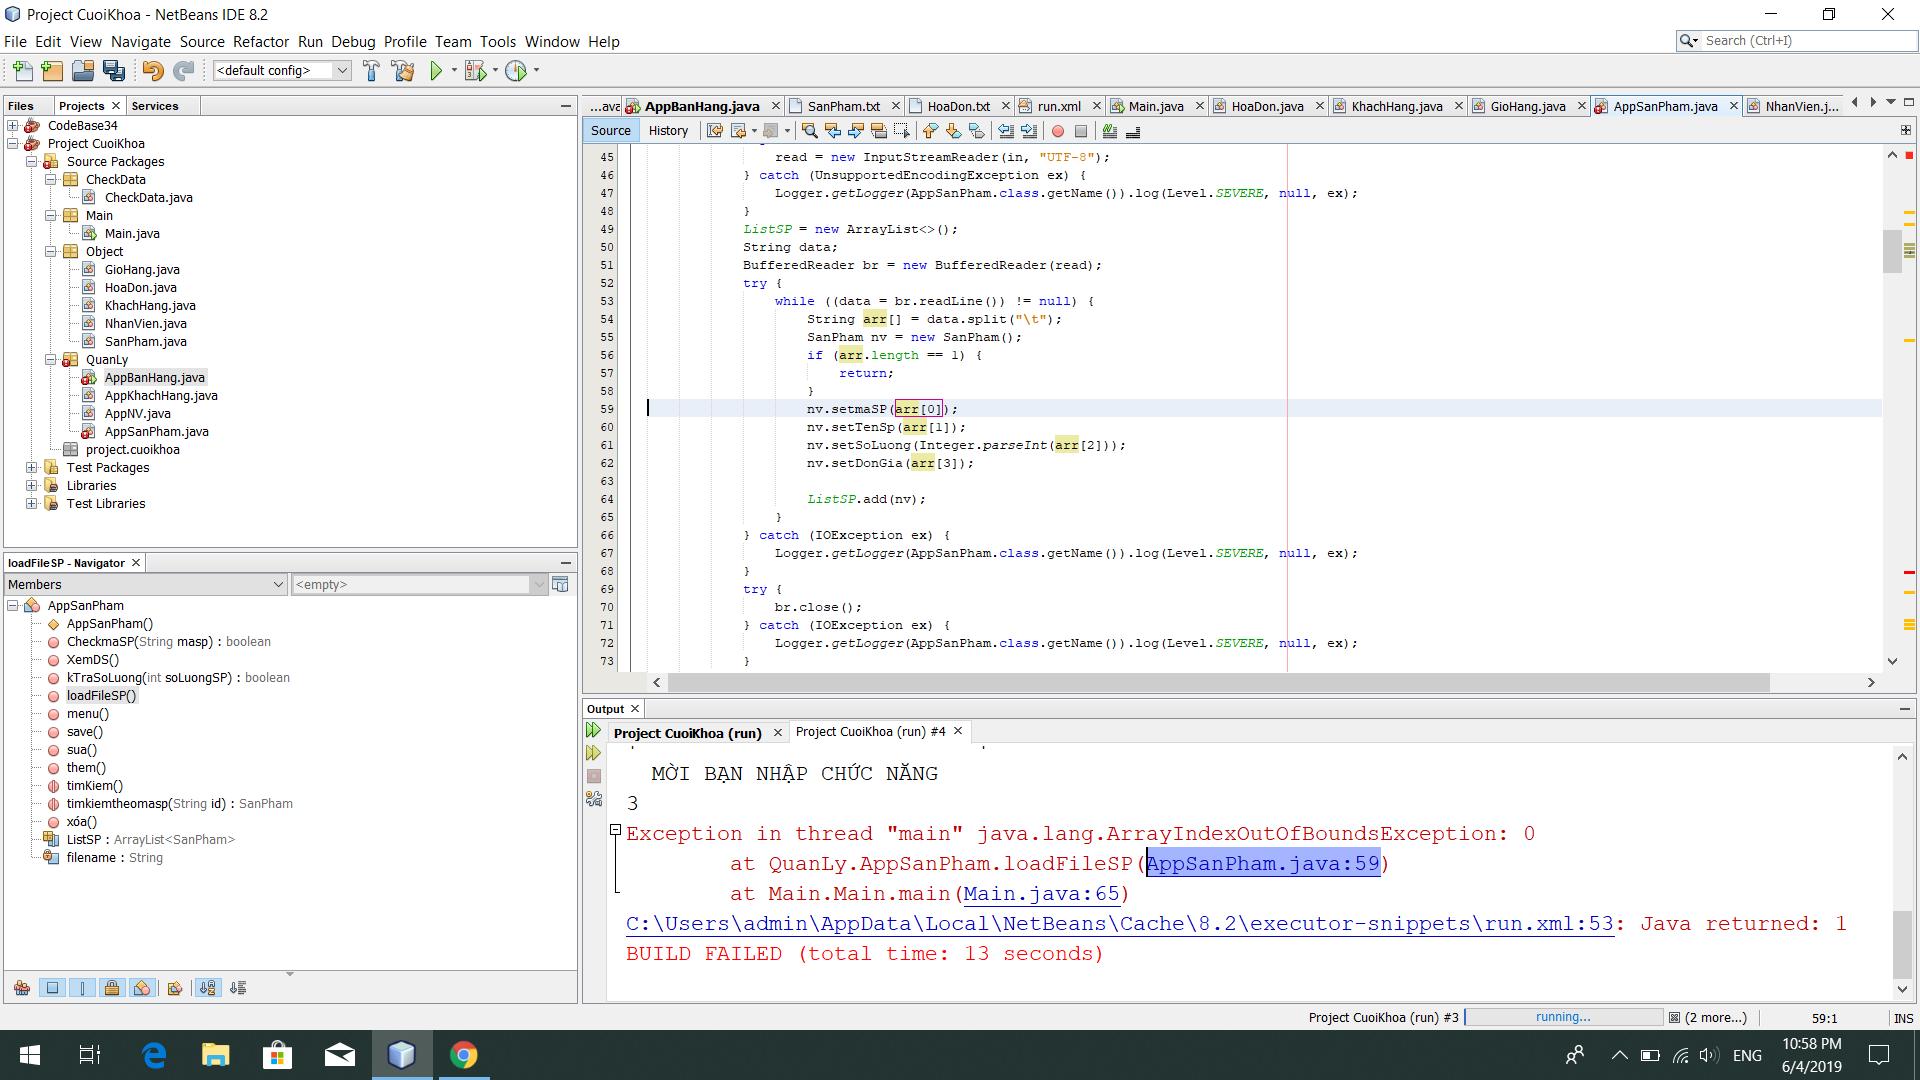 Project CuoiKhoa - NetBeans IDE 8.2
File Edit View Navigate Source Refactor Run Debug Profile Team Tools Window Help
Search (Ctrl+I)
<default config>
Files Projects Services
CodeBase34
Project CuoiKhoa
Source Packages
CheckData
CheckData.java
Main
Main.java
Object
GioHang.java
HoaDon.java
KhachHang.java
NhanVien.java
SanPham.java
QuanLy
AppBanHang.java
AppKhachHang.java
AppNV.java
AppSanPham.java
project.cuoikhoa
Test Packages
Libraries
Test Libraries
loadFileSP - Navigator
Members <empty>
AppSanPham
AppSanPham()
CheckmaSP(String masp) : boolean
XemDS()
kTraSoLuong(int soLuongSP) : boolean
loadFileSP()
menu()
save()
sua()
them()
timKiem()
timkiemtheomasp(String id) : SanPham
xóa()
ListSP : ArrayList<SanPham>
filename : String
...ava AppBanHang.java SanPham.txt HoaDon.txt run.xml Main.java HoaDon.java KhachHang.java GioHang.java AppSanPham.java NhanVien.j...
Source History
45 read = new InputStreamReader(in, "UTF-8");
46 } catch (UnsupportedEncodingException ex) {
47 Logger.getLogger(AppSanPham.class.getName()).log(Level.SEVERE, null, ex);
48 }
49 ListSP = new ArrayList<>();
50 String data;
51 BufferedReader br = new BufferedReader(read);
52 try {
53 while ((data = br.readLine()) != null) {
54 String arr[] = data.split("\t");
55 SanPham nv = new SanPham();
56 if (arr.length == 1) {
57 return;
58 }
59 nv.setmaSP(arr[0]);
60 nv.setTenSp(arr[1]);
61 nv.setSoLuong(Integer.parseInt(arr[2]));
62 nv.setDonGia(arr[3]);
63
64 ListSP.add(nv);
65 }
66 } catch (IOException ex) {
67 Logger.getLogger(AppSanPham.class.getName()).log(Level.SEVERE, null, ex);
68 }
69 try {
70 br.close();
71 } catch (IOException ex) {
72 Logger.getLogger(AppSanPham.class.getName()).log(Level.SEVERE, null, ex);
73 }
Output
Project CuoiKhoa (run) Project CuoiKhoa (run) #4
MỜI BẠN NHẬP CHỨC NĂNG
3
Exception in thread "main" java.lang.ArrayIndexOutOfBoundsException: 0
at QuanLy.AppSanPham.loadFileSP(AppSanPham.java:59)
at Main.Main.main(Main.java:65)
C:\Users\admin\AppData\Local\NetBeans\Cache\8.2\executor-snippets\run.xml:53: Java returned: 1
BUILD FAILED (total time: 13 seconds)
Project CuoiKhoa (run) #3 running... (2 more...) 59:1 INS
ENG
10:58 PM
6/4/2019